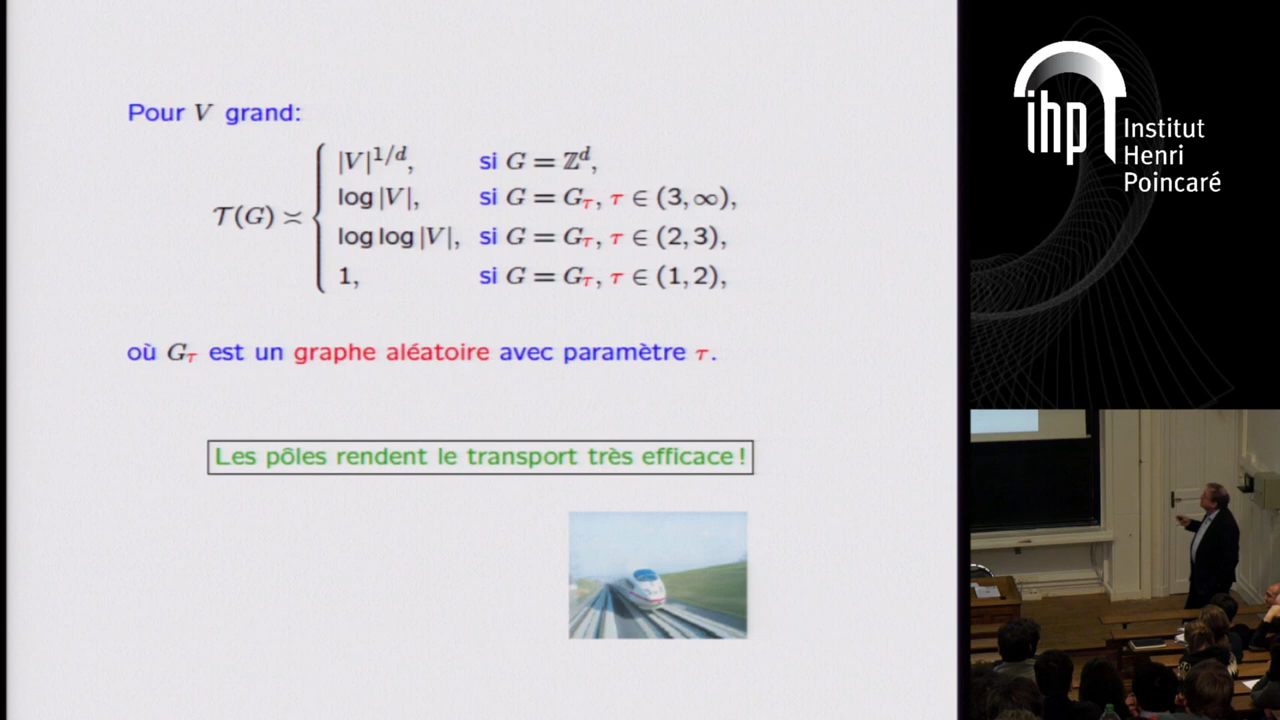 Pour V grand:
|V|^{1/d}, si G = ℤ^d,
log |V|, si G = G_τ, τ ∈ (3, ∞),
𝒯(G) ≍
log log |V|, si G = G_τ, τ ∈ (2, 3),
1, si G = G_τ, τ ∈ (1, 2),
où G_τ est un graphe aléatoire avec paramètre τ.
Les pôles rendent le transport très efficace !
ihp
Institut
Henri
Poincaré